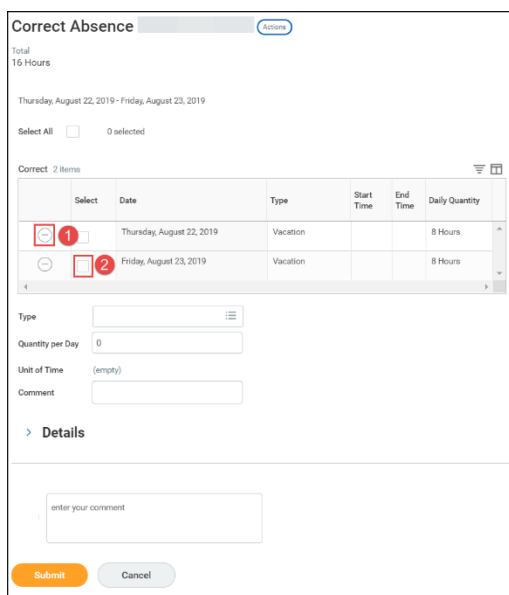 Correct Absence Actions
Total
16 Hours
Thursday, August 22, 2019 - Friday, August 23, 2019
Select All 0 selected
Correct 2 items
Select Date Type Start Time End Time Daily Quantity
1 Thursday, August 22, 2019 Vacation 8 Hours
2 Friday, August 23, 2019 Vacation 8 Hours
Type
Quantity per Day 0
Unit of Time (empty)
Comment
Details
enter your comment
Submit Cancel